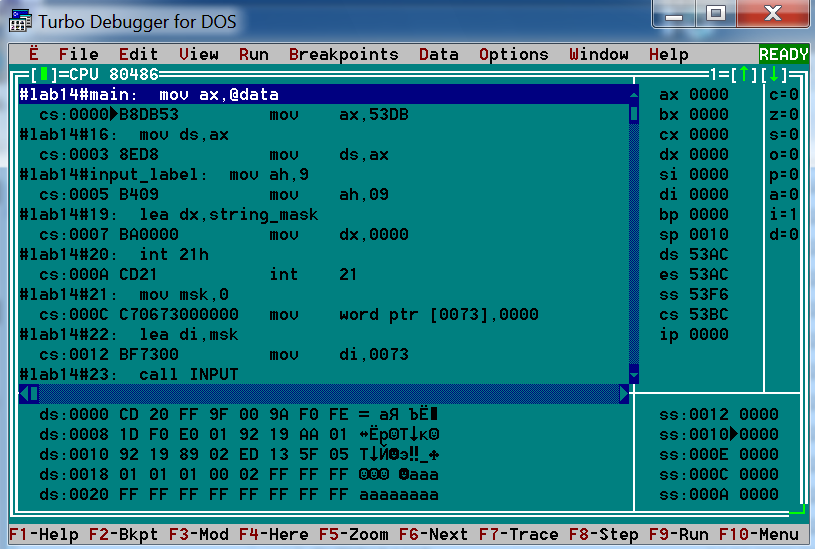 Turbo Debugger for DOS
Ë File Edit View Run Breakpoints Data Options Window Help READY
[▮]=CPU 80486 1=[↑][↓]
#lab14#main: mov ax,@data
cs:0000▶B8DB53 mov ax,53DB
#lab14#16: mov ds,ax
cs:0003 8ED8 mov ds,ax
#lab14#input_label: mov ah,9
cs:0005 B409 mov ah,09
#lab14#19: lea dx,string_mask
cs:0007 BA0000 mov dx,0000
#lab14#20: int 21h
cs:000A CD21 int 21
#lab14#21: mov msk,0
cs:000C C70673000000 mov word ptr [0073],0000
#lab14#22: lea di,msk
cs:0012 BF7300 mov di,0073
#lab14#23: call INPUT
ax 0000 c=0
bx 0000 z=0
cx 0000 s=0
dx 0000 o=0
si 0000 p=0
di 0000 a=0
bp 0000 i=1
sp 0010 d=0
ds 53AC
es 53AC
ss 53F6
cs 53BC
ip 0000
ds:0000 CD 20 FF 9F 00 9A F0 FE = aЯ ЪЁ■
ds:0008 1D F0 E0 01 92 19 AA 01 ↔Ëр☺Т↓к☺
ds:0010 92 19 89 02 ED 13 5F 05 Т↓Й☻э‼_♣
ds:0018 01 01 01 00 02 FF FF FF ☺☺☺ ☻aaa
ds:0020 FF FF FF FF FF FF FF FF aaaaaaaa
ss:0012 0000
ss:0010▶0000
ss:000E 0000
ss:000C 0000
ss:000A 0000
F1-Help F2-Bkpt F3-Mod F4-Here F5-Zoom F6-Next F7-Trace F8-Step F9-Run F10-Menu